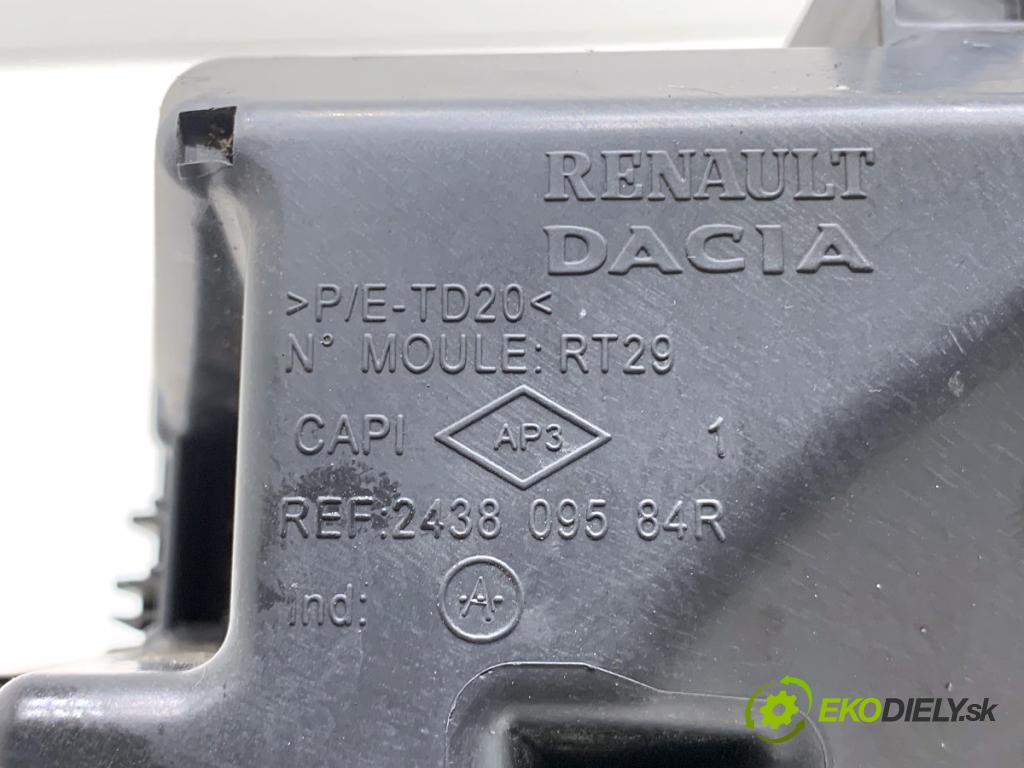 RENAULT
DACIA
>P/E-TD20<
N° MOULE: RT29
CAPI AP3 1
REF:2438 095 84R
Ind: A
EKODIELY.sk